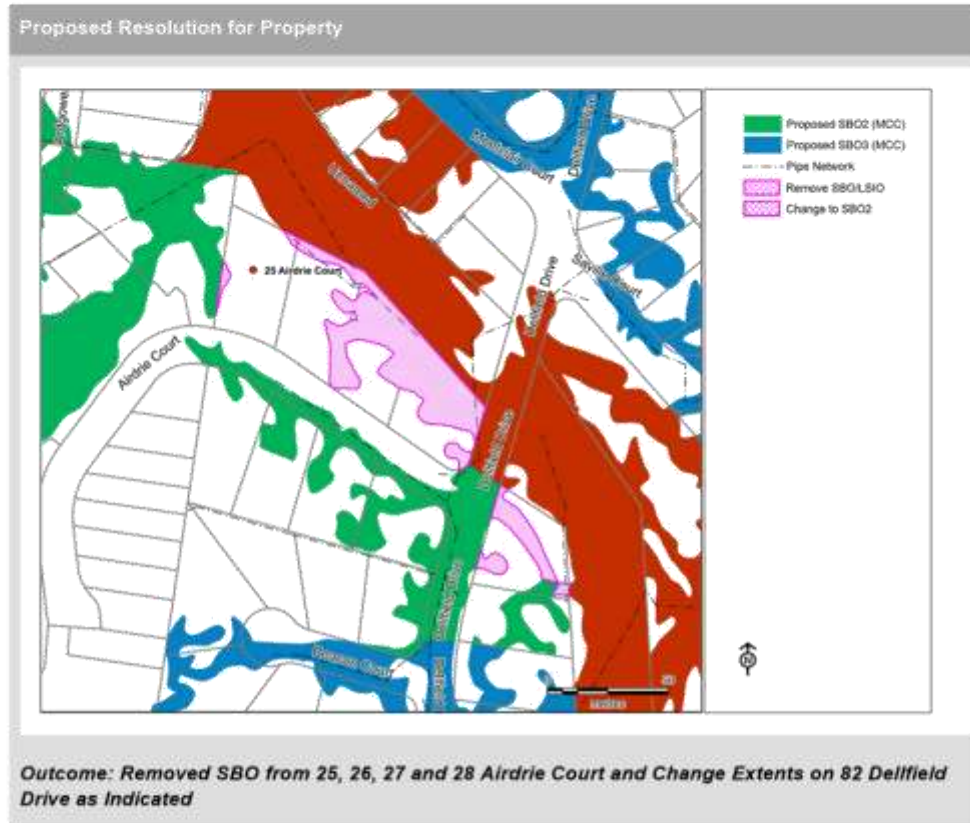 Proposed Resolution for Property
Proposed SBO2 (MCC)
Proposed SBO3 (MCC)
Pipe Network
Remove SBO/LSIO
Change to SBO2
Court
25 Airdrie Court
Drive
Airdrie Court
Court
Outcome: Removed SBO from 25, 26, 27 and 28 Airdrie Court and Change Extents on 82 Dellfield
Drive as Indicated